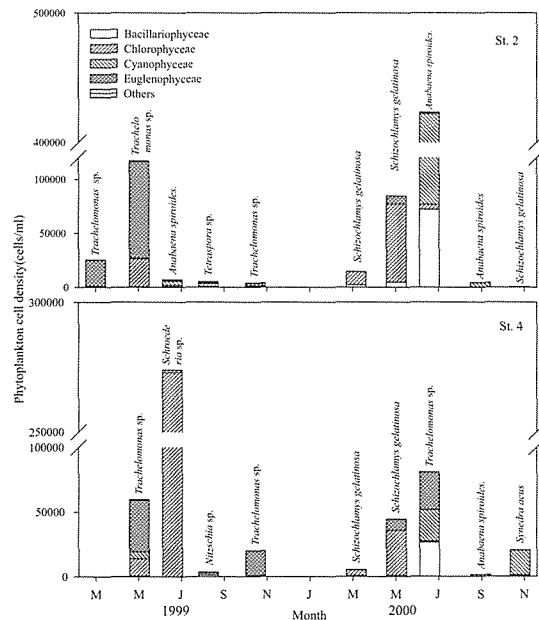 500000
St. 2
Bacillariophyceae
Chlorophyceae
Cyanophyceae
Euglenophyceae
Others
400000
100000
50000
0
Trachelomonas sp.
Trachelo
monas sp.
Anabaena spiroides.
Tetraspora sp.
Trachelomonas sp.
Schizochlamys gelatinosa
Schizochlamys gelatinosa
Anabaena spiroides.
Anabaena spiroides
Schizochlamys gelatinosa
Phytoplankton cell density(cells/ml)
300000
St. 4
250000
100000
50000
0
Trachelomonas sp.
Schroede
ria sp.
Nitzschia sp.
Trachelomonas sp.
Schizochlamys gelatinosa
Schizochlamys gelatinosa
Trachelomonas sp.
Anabaena spiroides.
Synedra acus
M M J S N J M M J S N
1999 Month 2000